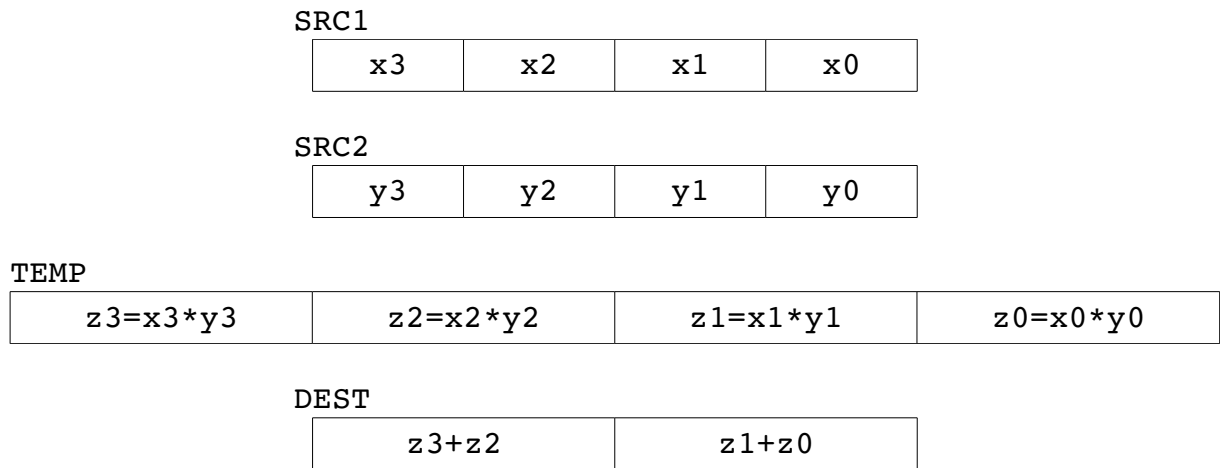 SRC1
x3 x2 x1 x0
SRC2
y3 y2 y1 y0
TEMP
z3=x3*y3 z2=x2*y2 z1=x1*y1 z0=x0*y0
DEST
z3+z2 z1+z0